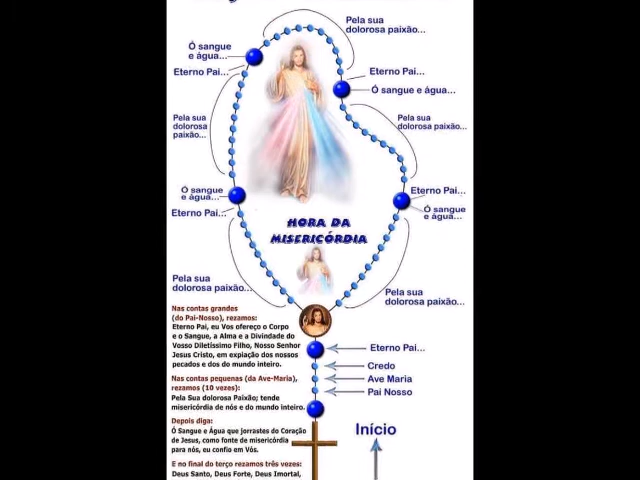 Pela sua
dolorosa paixão...
Ó sangue
e água...
Eterno Pai...
Eterno Pai...
Ó sangue e água...
Pela sua
dolorosa
paixão...
Pela sua
dolorosa paixão...
Ó sangue
e água...
Eterno Pai...
Eterno Pai...
Ó sangue
e água...
HORA DA
MISERICÓRDIA
Pela sua
dolorosa paixão...
Pela sua
dolorosa paixão...
Nas contas grandes
(do Pai-Nosso), rezamos:
Eterno Pai, eu Vos ofereço o Corpo
e o Sangue, a Alma e a Divindade do
Vosso Diletíssimo Filho, Nosso Senhor
Jesus Cristo, em expiação dos nossos
pecados e dos do mundo inteiro.
Nas contas pequenas (da Ave-Maria),
rezamos (10 vezes):
Pela Sua dolorosa Paixão; tende
misericórdia de nós e do mundo inteiro.
Depois diga:
Ó Sangue e Água que jorrastes do Coração
de Jesus, como fonte de misericórdia
para nós, eu confio em Vós.
E no final do terço rezamos três vezes:
Deus Santo, Deus Forte, Deus Imortal,
Eterno Pai...
Credo
Ave Maria
Pai Nosso
Início